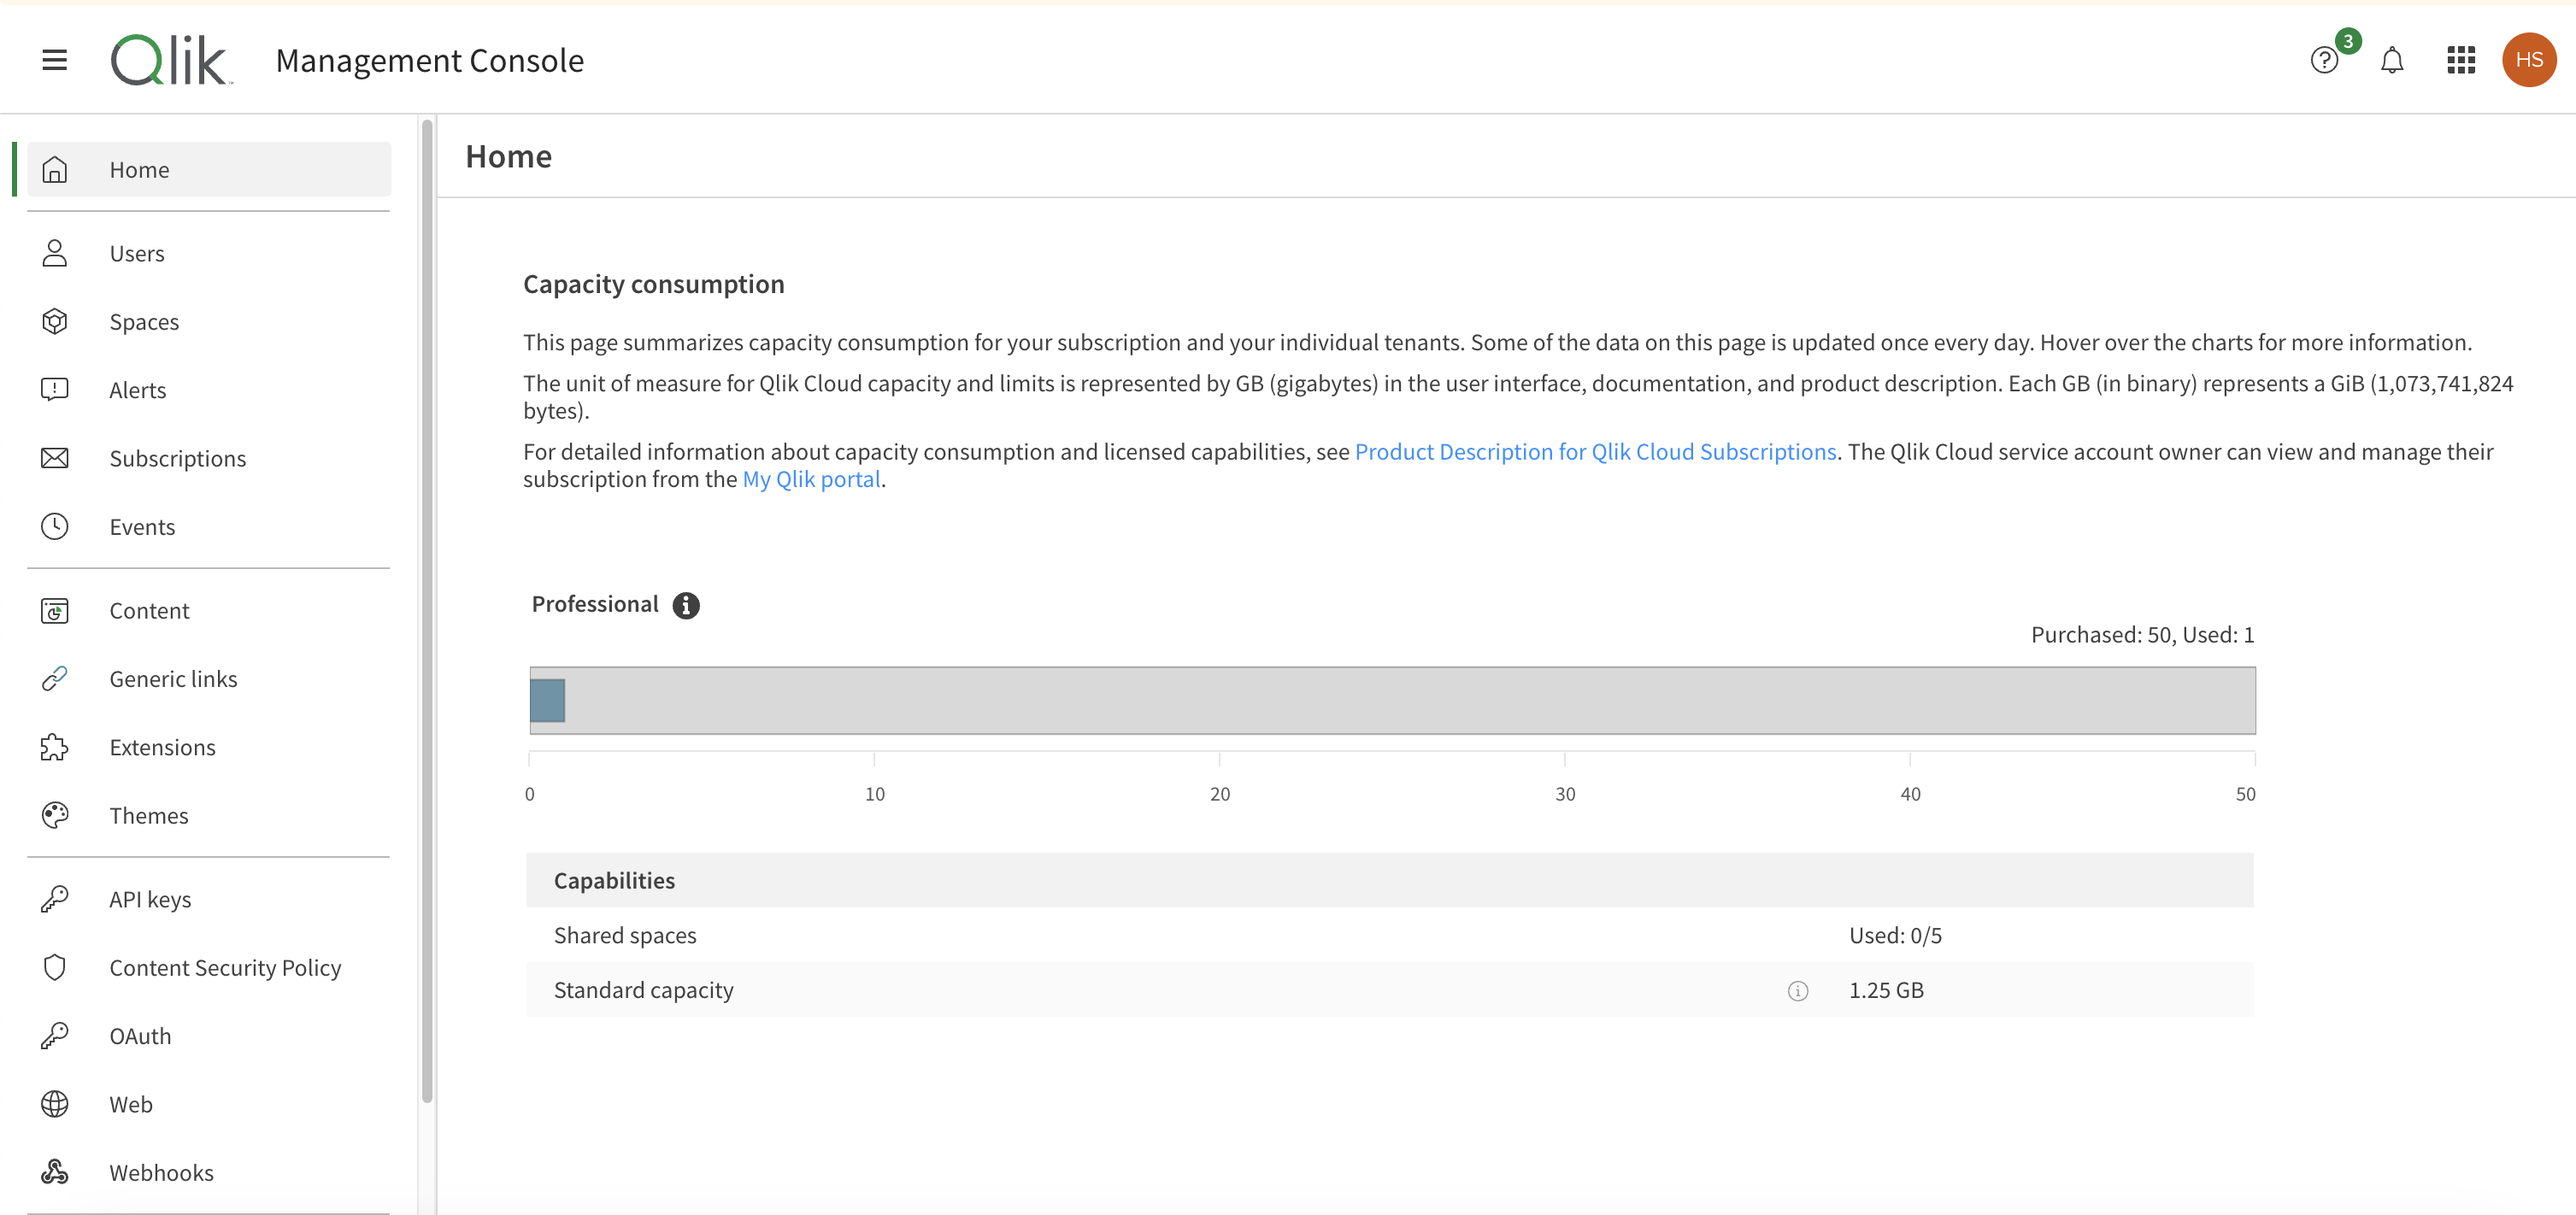 Qlik
Management Console
3
HS
Home
Users
Spaces
Alerts
Subscriptions
Events
Content
Generic links
Extensions
Themes
API keys
Content Security Policy
OAuth
Web
Webhooks
Home
Capacity consumption
This page summarizes capacity consumption for your subscription and your individual tenants. Some of the data on this page is updated once every day. Hover over the charts for more information.
The unit of measure for Qlik Cloud capacity and limits is represented by GB (gigabytes) in the user interface, documentation, and product description. Each GB (in binary) represents a GiB (1,073,741,824
bytes).
For detailed information about capacity consumption and licensed capabilities, see Product Description for Qlik Cloud Subscriptions. The Qlik Cloud service account owner can view and manage their
subscription from the My Qlik portal.
Professional
Purchased: 50, Used: 1
0 10 20 30 40 50
Capabilities
Shared spaces Used: 0/5
Standard capacity 1.25 GB